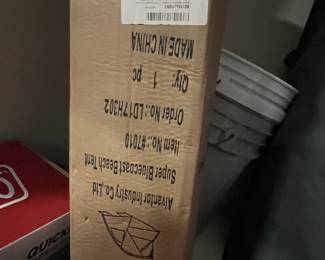 Alvantor Industry Co.,Ltd
Super Bluecoast Beach Tent
Item No.: #7010
Order No.: LD17H302
Qty: 1 pc
MADE IN CHINA
QUICK